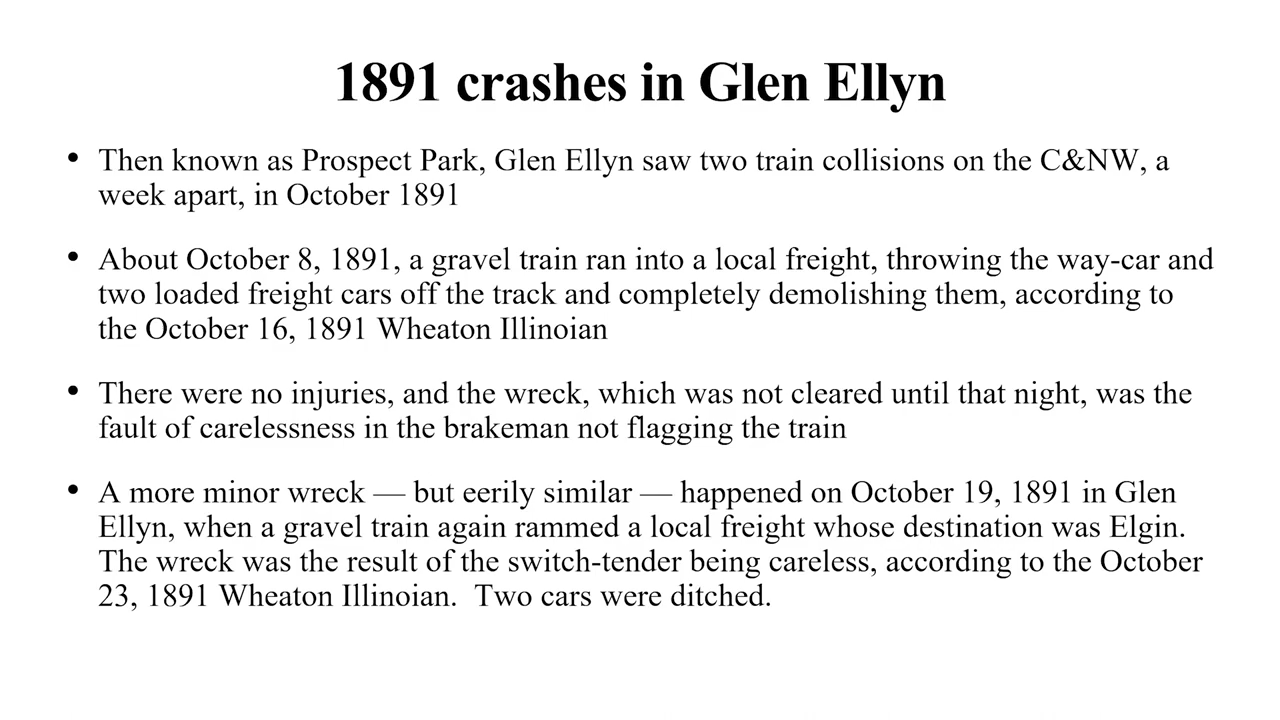 1891 crashes in Glen Ellyn
• Then known as Prospect Park, Glen Ellyn saw two train collisions on the C&NW, a
week apart, in October 1891
• About October 8, 1891, a gravel train ran into a local freight, throwing the way-car and
two loaded freight cars off the track and completely demolishing them, according to
the October 16, 1891 Wheaton Illinoian
• There were no injuries, and the wreck, which was not cleared until that night, was the
fault of carelessness in the brakeman not flagging the train
• A more minor wreck — but eerily similar — happened on October 19, 1891 in Glen
Ellyn, when a gravel train again rammed a local freight whose destination was Elgin.
The wreck was the result of the switch-tender being careless, according to the October
23, 1891 Wheaton Illinoian.  Two cars were ditched.